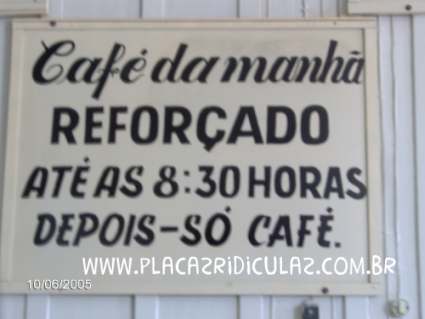 Café da manhã
REFORÇADO
ATÉ AS 8:30 HORAS
DEPOIS-SÓ CAFÉ.
WWW.PLACAZRIDICULAZ.COM.BR
10/06/2005